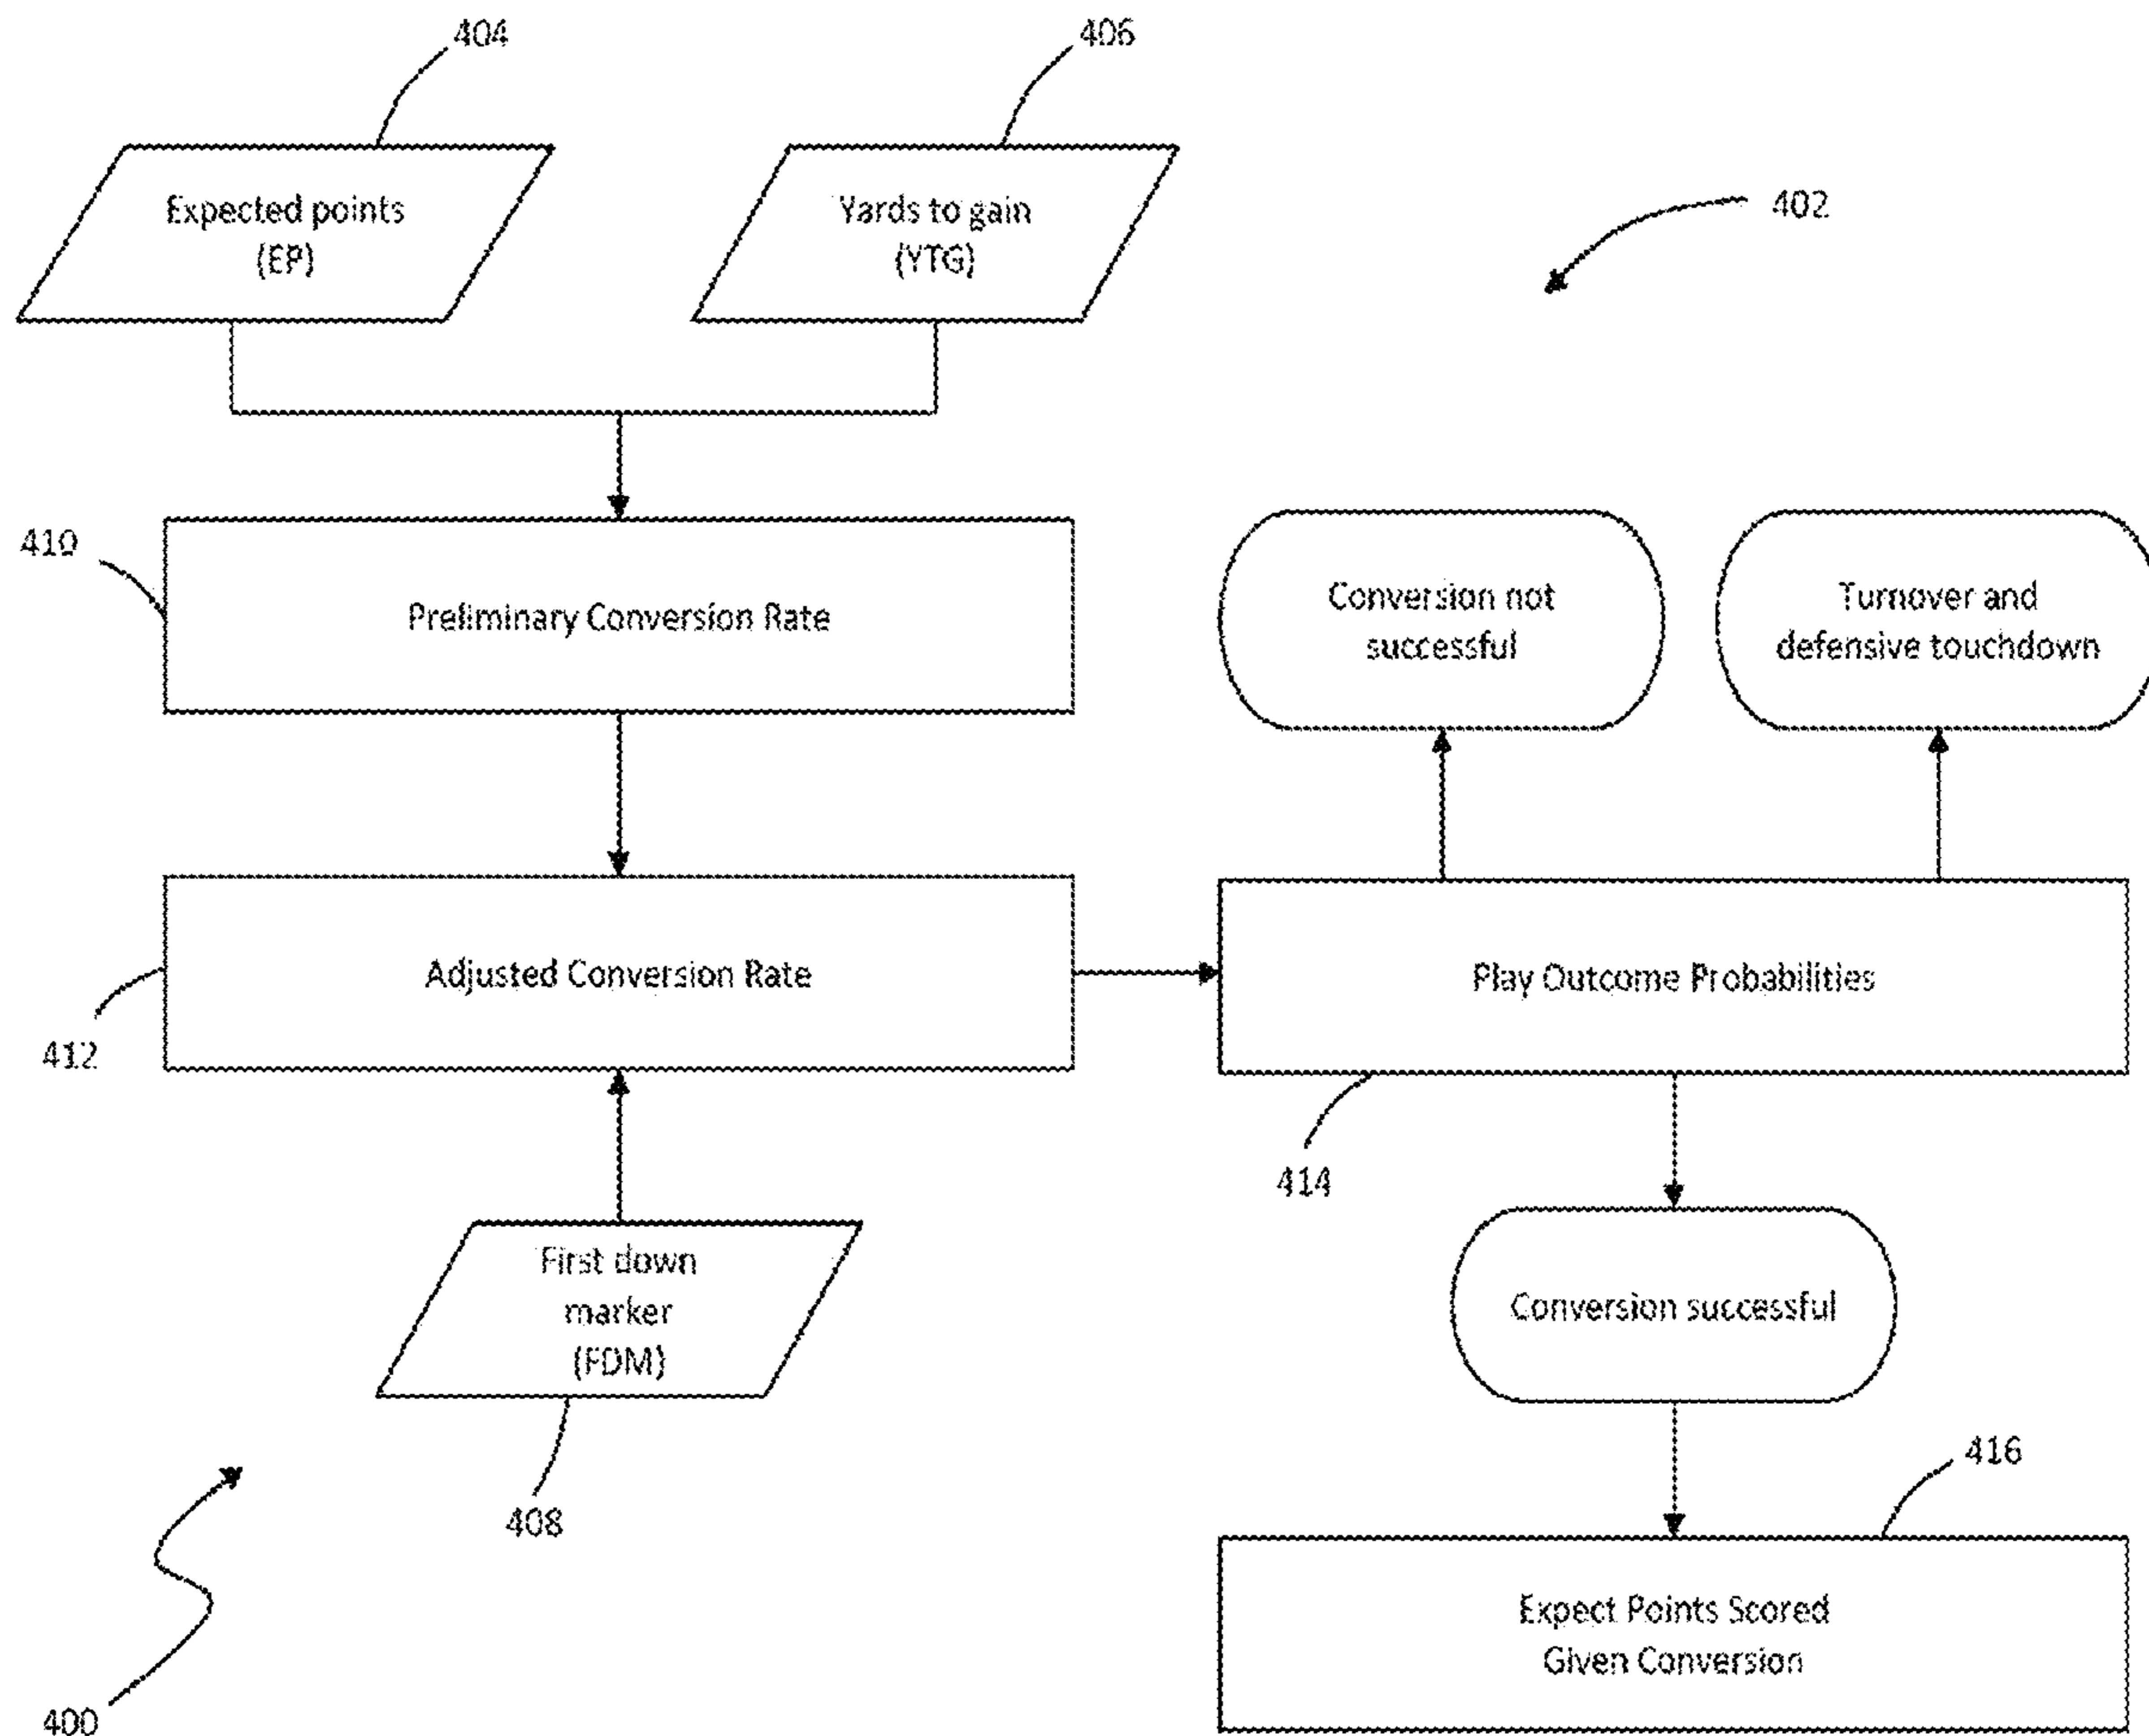 404
406
Expected points
(EP)
Yards to gain
(YTG)
402
410
Preliminary Conversion Rate
Conversion not
successful
Turnover and
defensive touchdown
412
Adjusted Conversion Rate
Play Outcome Probabilities
414
First down
marker
(FDM)
408
Conversion successful
416
Expect Points Scored
Given Conversion
400